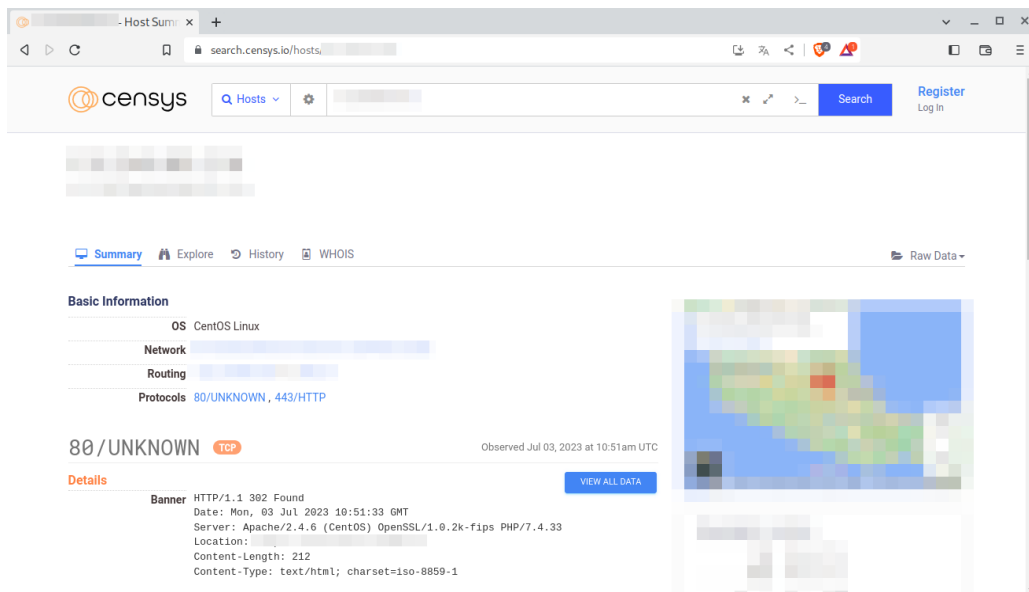 - Host Summ
search.censys.io/hosts/
censys
Hosts
Search
Register
Log In
Summary
Explore
History
WHOIS
Raw Data
Basic Information
OS CentOS Linux
Network
Routing
Protocols 80/UNKNOWN , 443/HTTP
80/UNKNOWN TCP Observed Jul 03, 2023 at 10:51am UTC
Details VIEW ALL DATA
Banner HTTP/1.1 302 Found
Date: Mon, 03 Jul 2023 10:51:33 GMT
Server: Apache/2.4.6 (CentOS) OpenSSL/1.0.2k-fips PHP/7.4.33
Location:
Content-Length: 212
Content-Type: text/html; charset=iso-8859-1